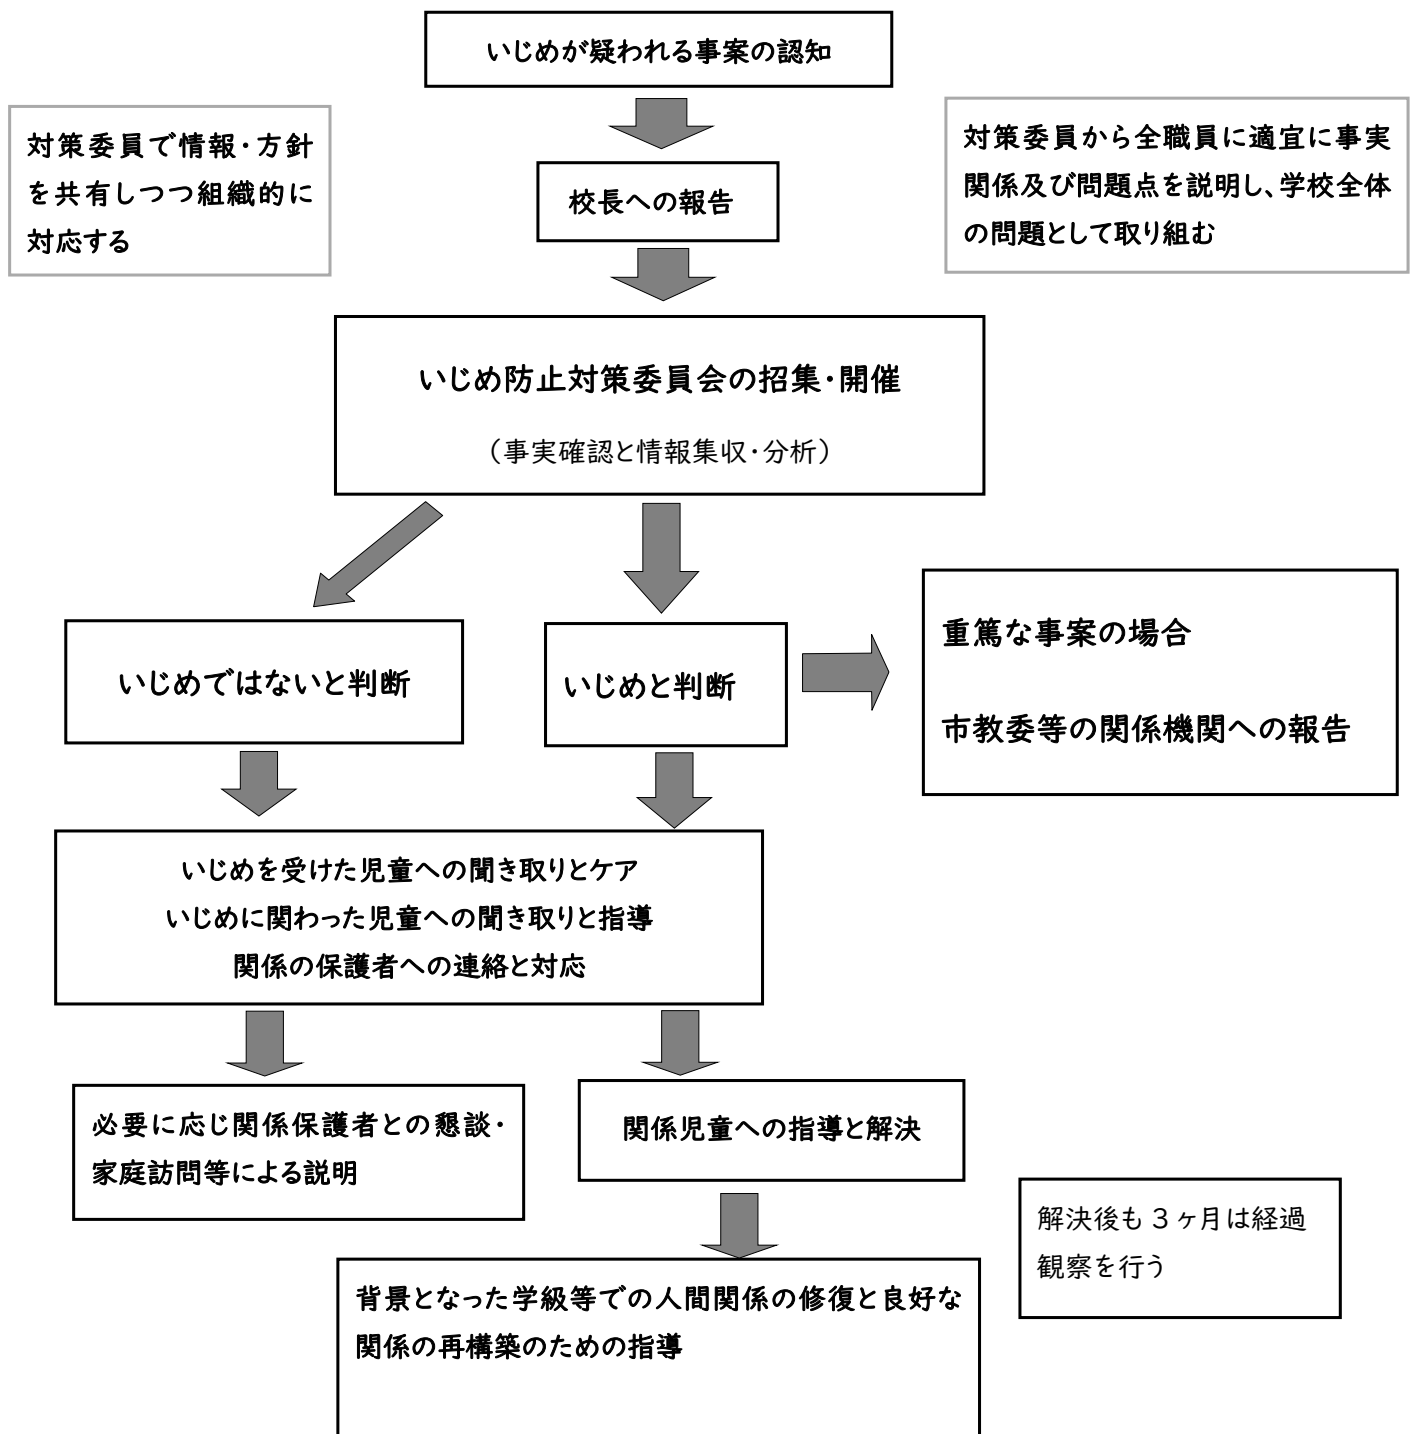 いじめが疑われる事案の認知
対策委員で情報・方針
を共有しつつ組織的に
対応する
対策委員から全職員に適宜に事実
関係及び問題点を説明し、学校全体
の問題として取り組む
校長への報告
いじめ防止対策委員会の招集・開催
（事実確認と情報集収・分析）
いじめではないと判断
いじめと判断
重篤な事案の場合
市教委等の関係機関への報告
いじめを受けた児童への聞き取りとケア
いじめに関わった児童への聞き取りと指導
関係の保護者への連絡と対応
必要に応じ関係保護者との懇談・
家庭訪問等による説明
関係児童への指導と解決
解決後も３ヶ月は経過
観察を行う
背景となった学級等での人間関係の修復と良好な
関係の再構築のための指導